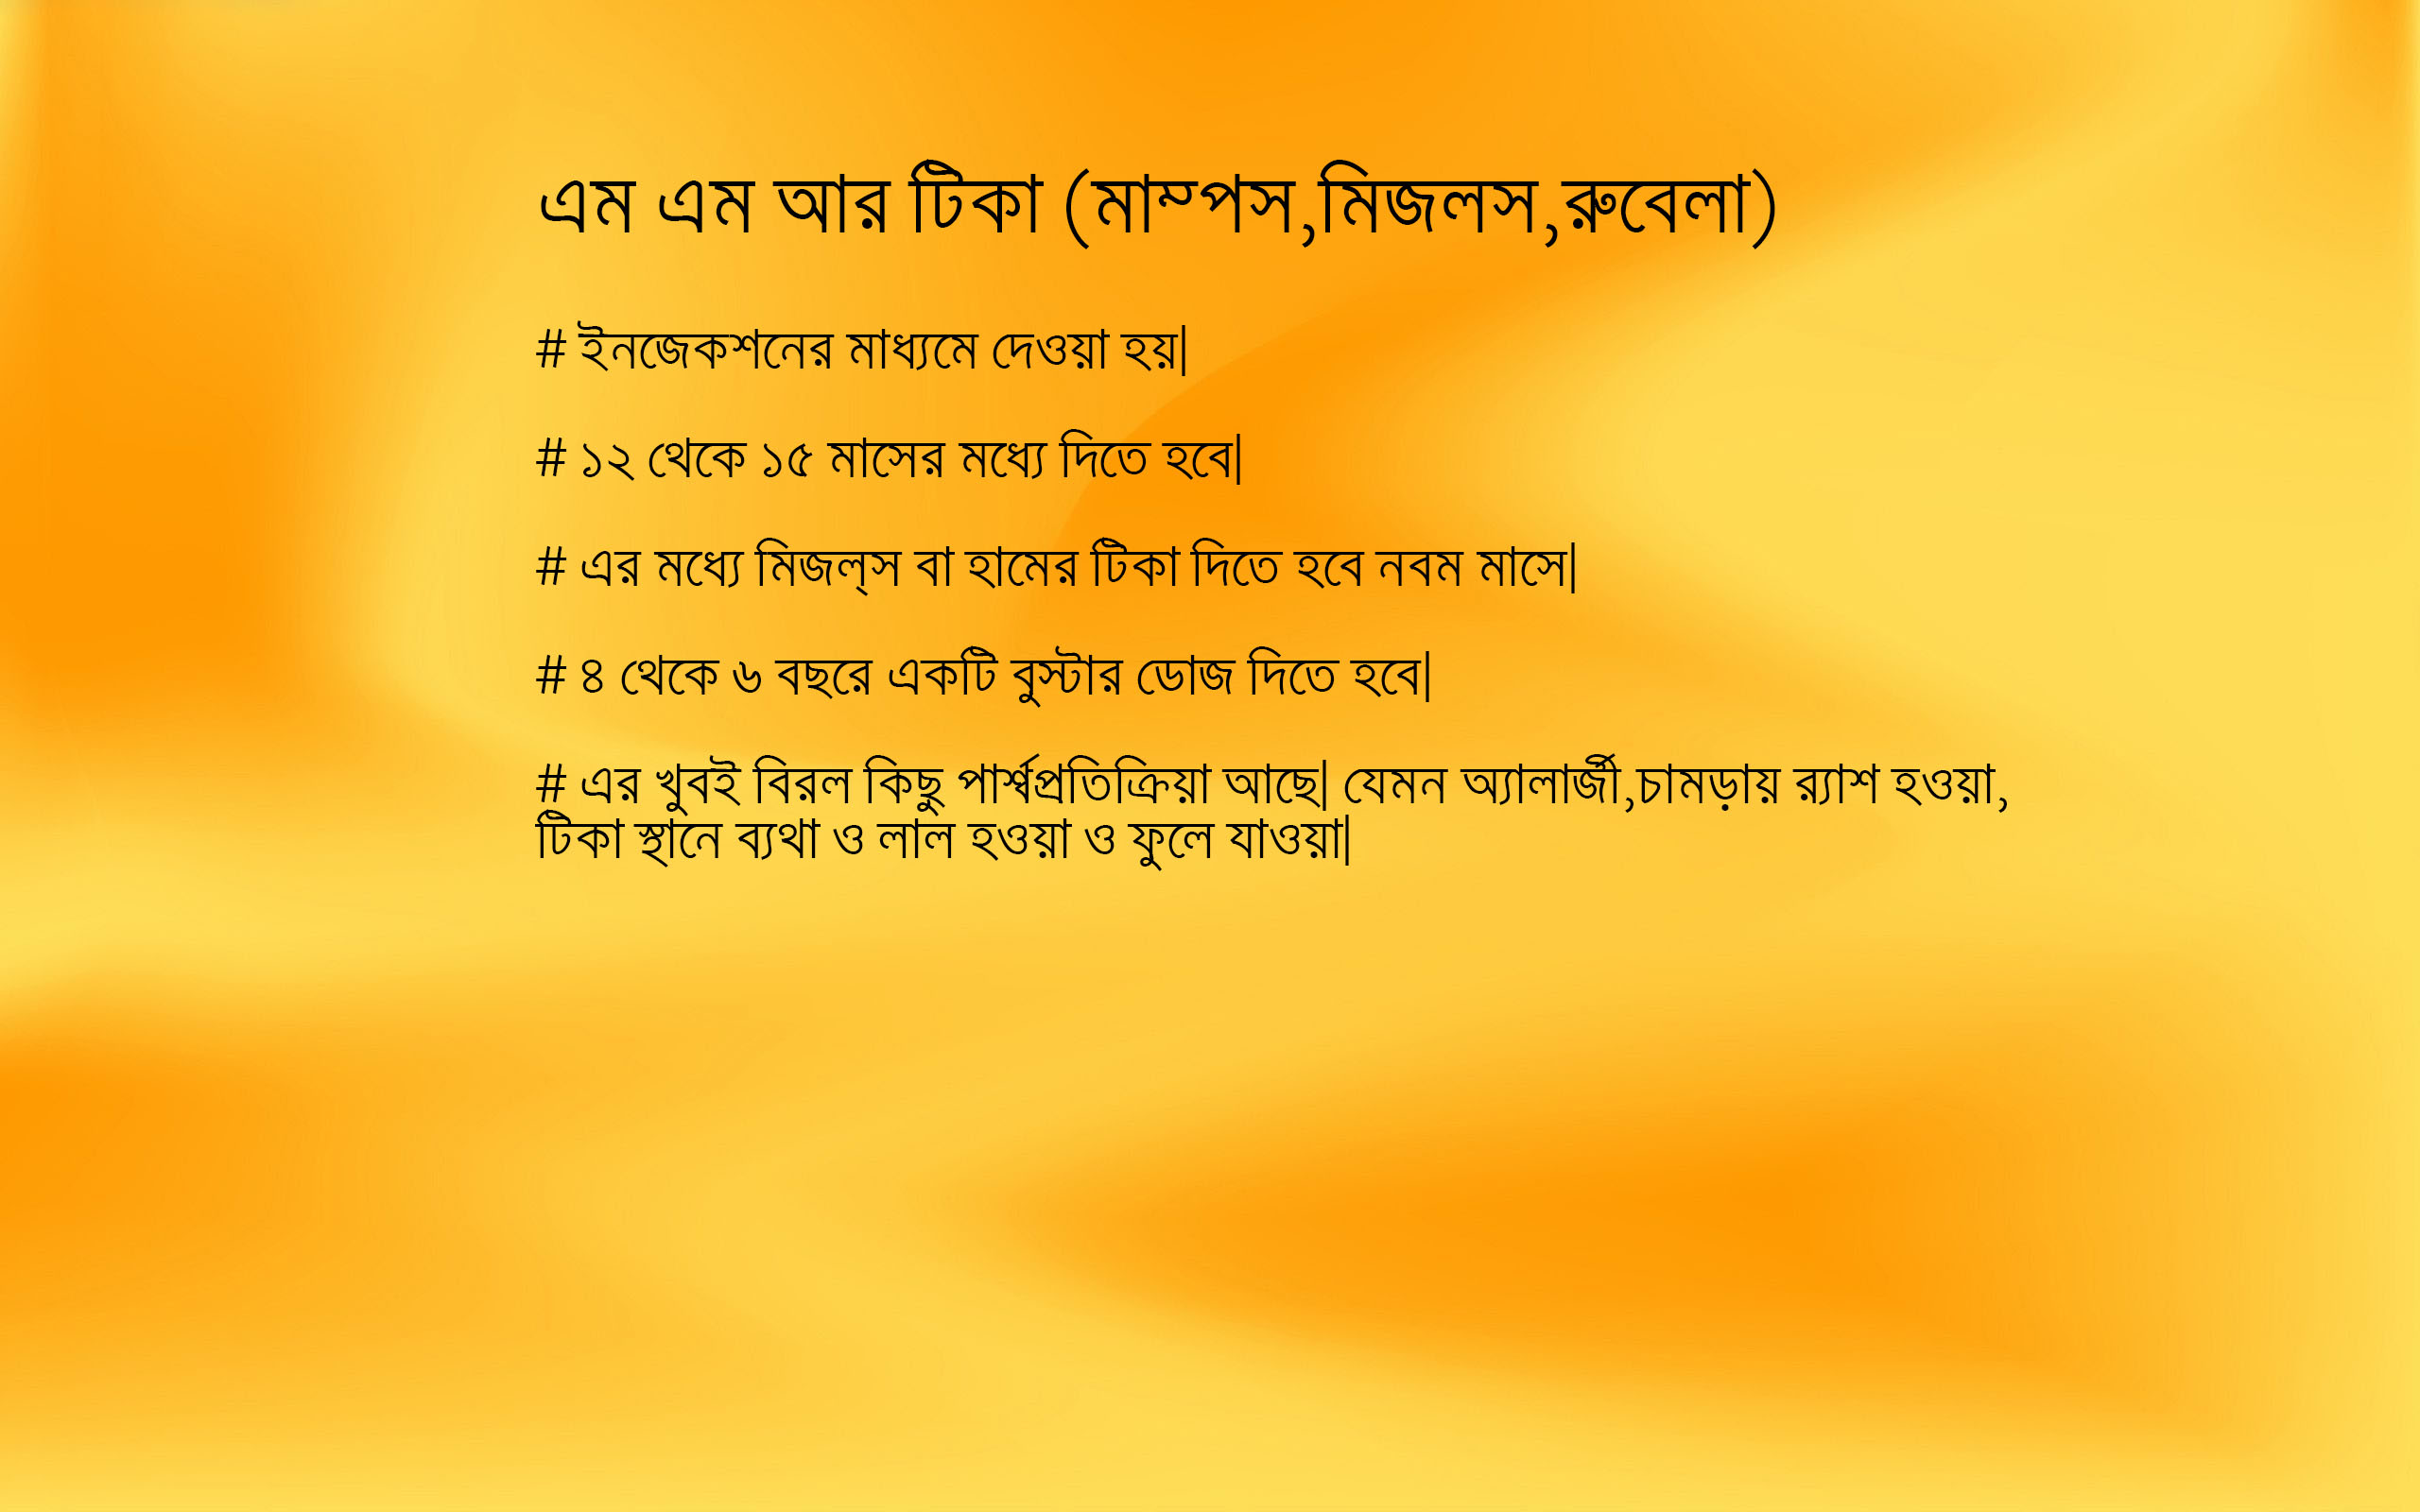 এম এম আর টিকা (মাম্পস,মিজলস,রুবেলা)
# ইনজেকশনের মাধ্যমে দেওয়া হয়|
# ১২ থেকে ১৫ মাসের মধ্যে দিতে হবে|
# এর মধ্যে মিজল্‌স বা হামের টিকা দিতে হবে নবম মাসে|
# ৪ থেকে ৬ বছরে একটি বুস্টার ডোজ দিতে হবে|
# এর খুবই বিরল কিছু পার্শ্বপ্রতিক্রিয়া আছে| যেমন অ্যালার্জী,চামড়ায় র‍্যাশ হওয়া,
টিকা স্থানে ব্যথা ও লাল হওয়া ও ফুলে যাওয়া|